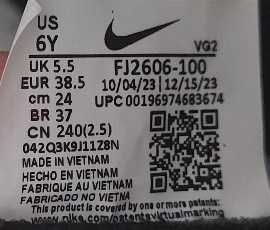 US
6Y
VG2
UK 5.5 FJ2606-100
EUR 38.5 10/04/23 12/15/23
cm 24 UPC 00196974683674
BR 37
CN 240(2.5)
042Q3K9J11Z8N
MADE IN VIETNAM
HECHO EN VIETNAM
FABRIQUE AU VIETNAM
FABRICADO NO VIETNA
This product is covered by one or more patents:
www.nike.com/patentsvirtualmarking